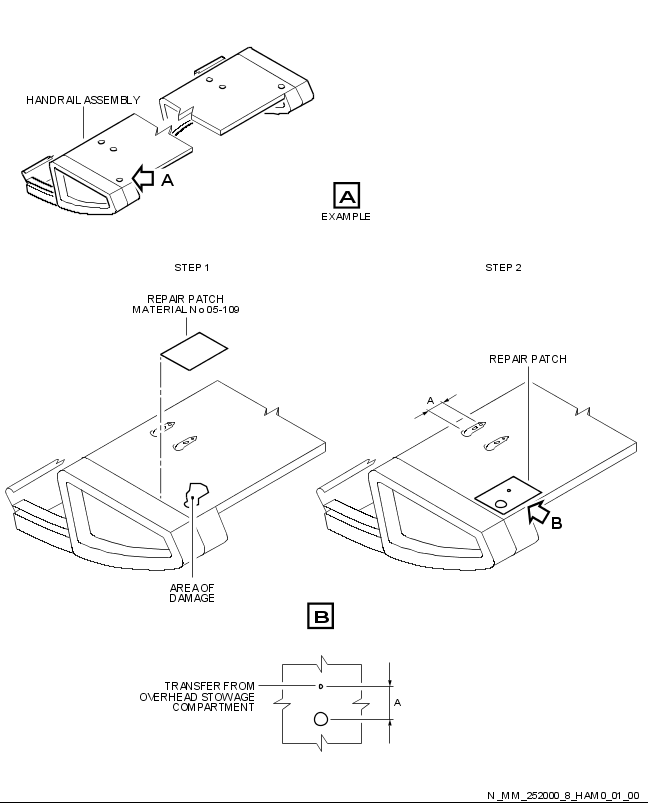 HANDRAIL ASSEMBLY
A
A
EXAMPLE
STEP 1
REPAIR PATCH
MATERIAL No 05-109
AREA OF
DAMAGE
STEP 2
REPAIR PATCH
A
B
B
TRANSFER FROM
OVERHEAD STOWAGE
COMPARTMENT
A
N_MM_252000_8_HAM0_01_00